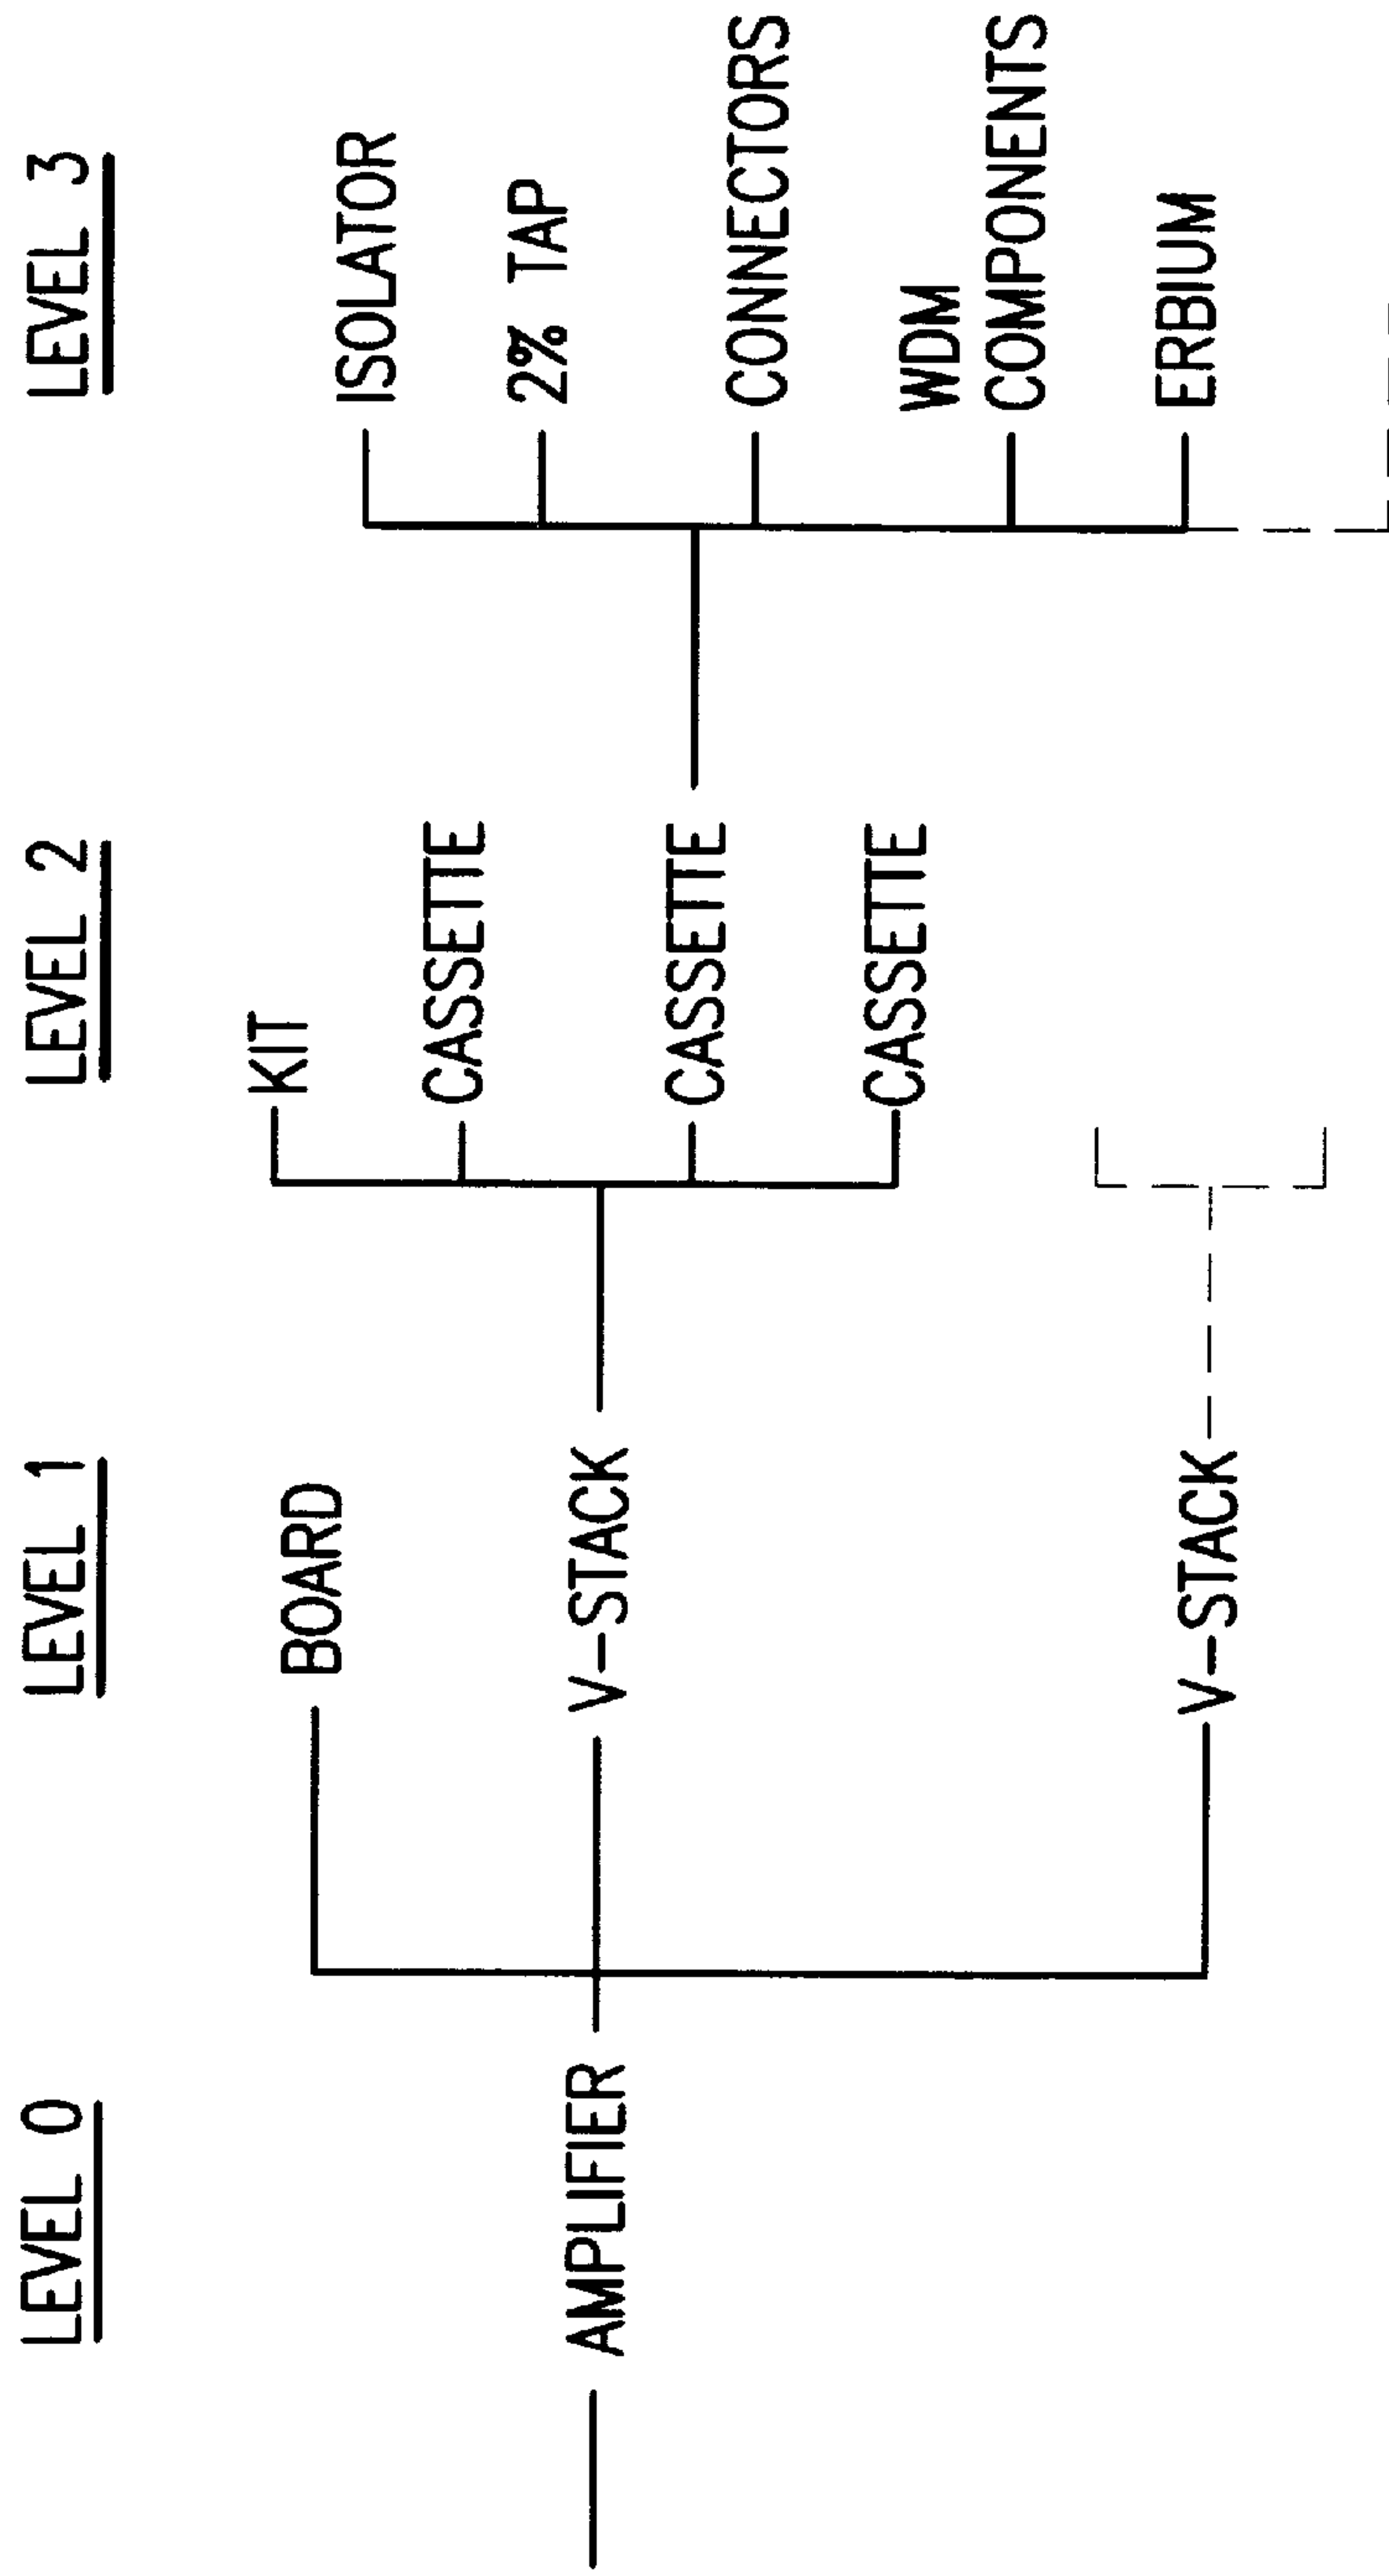 LEVEL 0
LEVEL 1
LEVEL 2
LEVEL 3
AMPLIFIER
BOARD
V-STACK
V-STACK
KIT
CASSETTE
CASSETTE
CASSETTE
ISOLATOR
2% TAP
CONNECTORS
WDM
COMPONENTS
ERBIUM